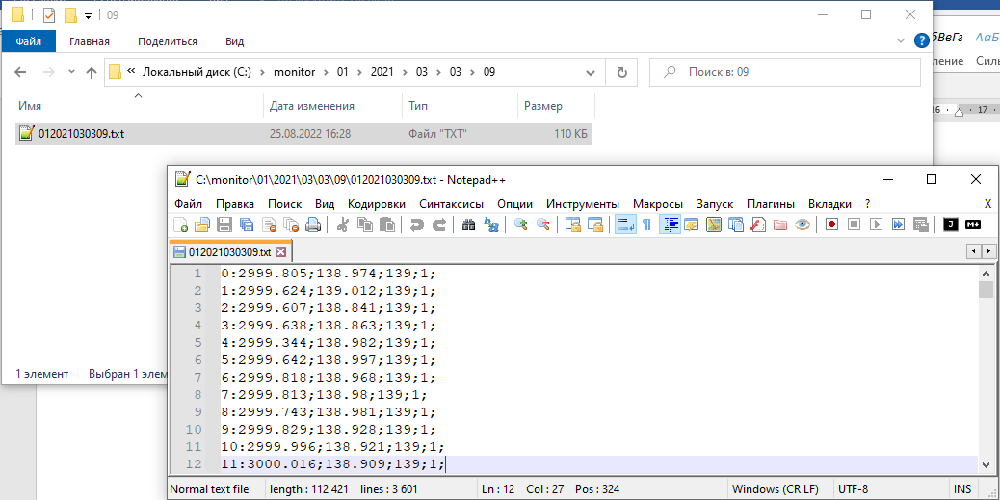 09
Файл Главная Поделиться Вид
« Локальный диск (C:) > monitor > 01 > 2021 > 03 > 03 > 09
Поиск в: 09
Имя Дата изменения Тип Размер
012021030309.txt 25.08.2022 16:28 Файл "TXT" 110 КБ
1 элемент Выбран 1 элем
АаБ
ление Силь
16 17
C:\monitor\01\2021\03\03\09\012021030309.txt - Notepad++
Файл Правка Поиск Вид Кодировки Синтаксисы Опции Инструменты Макросы Запуск Плагины Вкладки ? X
012021030309.txt
1 0:2999.805;138.974;139;1;
2 1:2999.624;139.012;139;1;
3 2:2999.607;138.841;139;1;
4 3:2999.638;138.863;139;1;
5 4:2999.344;138.982;139;1;
6 5:2999.642;138.997;139;1;
7 6:2999.818;138.968;139;1;
8 7:2999.813;138.98;139;1;
9 8:2999.743;138.981;139;1;
10 9:2999.829;138.928;139;1;
11 10:2999.996;138.921;139;1;
12 11:3000.016;138.909;139;1;
Normal text file length : 112 421 lines : 3 601 Ln : 12 Col : 27 Pos : 324 Windows (CR LF) UTF-8 INS